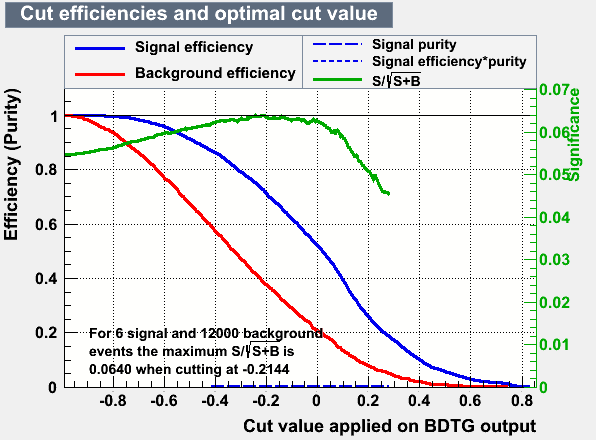 Cut efficiencies and optimal cut value
Signal efficiency
Background efficiency
Signal purity
Signal efficiency*purity
S/√S+B
Efficiency (Purity)
1
0.8
0.6
0.4
0.2
0
0.07
0.06
0.05
0.04
0.03
0.02
0.01
0
Significance
For 6 signal and 12000 background
events the maximum S/√S+B is
0.0640 when cutting at -0.2144
-0.8 -0.6 -0.4 -0.2 0 0.2 0.4 0.6 0.8
Cut value applied on BDTG output